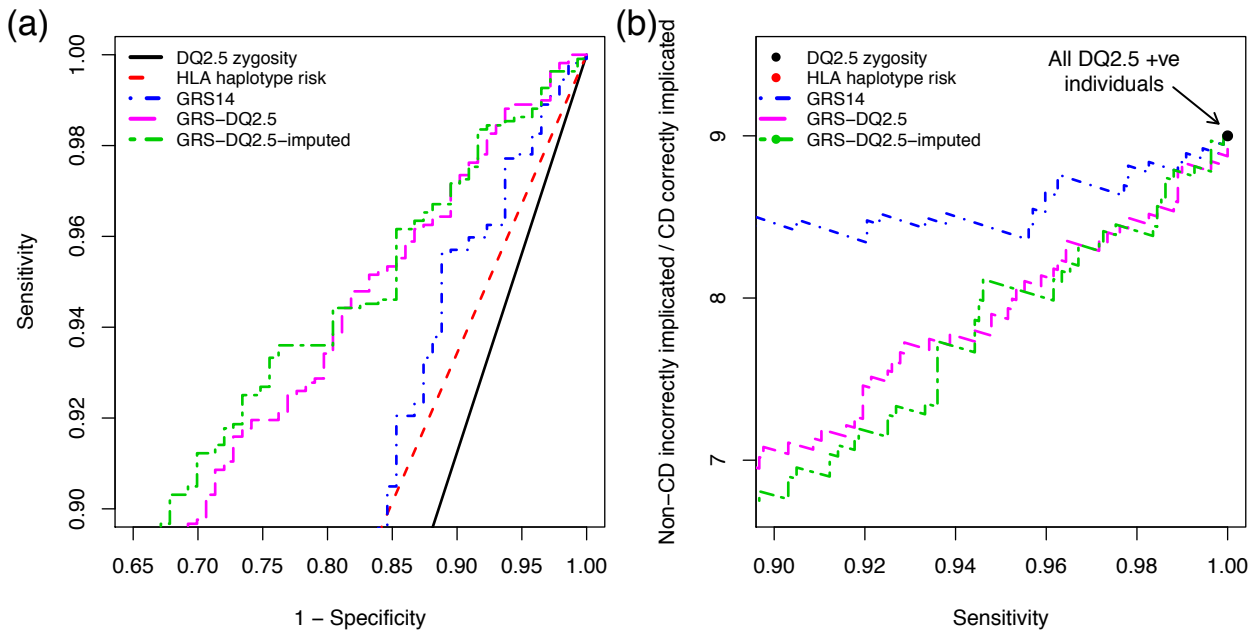 (a)
DQ2.5 zygosity
HLA haplotype risk
GRS14
GRS−DQ2.5
GRS−DQ2.5−imputed
Sensitivity
1.00
0.98
0.96
0.94
0.92
0.90
0.65 0.70 0.75 0.80 0.85 0.90 0.95 1.00
1 − Specificity
(b)
DQ2.5 zygosity
HLA haplotype risk
GRS14
GRS−DQ2.5
GRS−DQ2.5−imputed
All DQ2.5 +ve
individuals
Non−CD incorrectly implicated / CD correctly implicated
9
8
7
0.90 0.92 0.94 0.96 0.98 1.00
Sensitivity